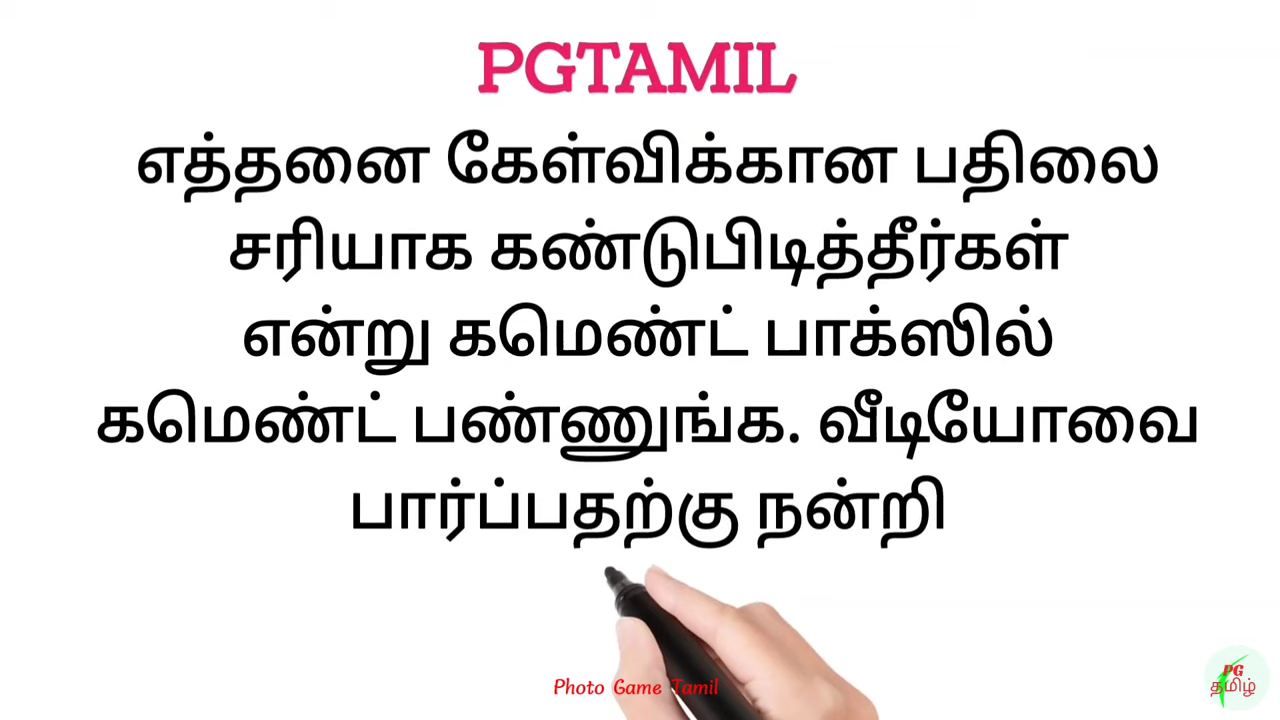 PGTAMIL
எத்தனை கேள்விக்கான பதிலை
சரியாக கண்டுபிடித்தீர்கள்
என்று கமெண்ட் பாக்ஸில்
கமெண்ட் பண்ணுங்க. வீடியோவை
பார்ப்பதற்கு நன்றி
Photo Game Tamil
PG
தமிழ்